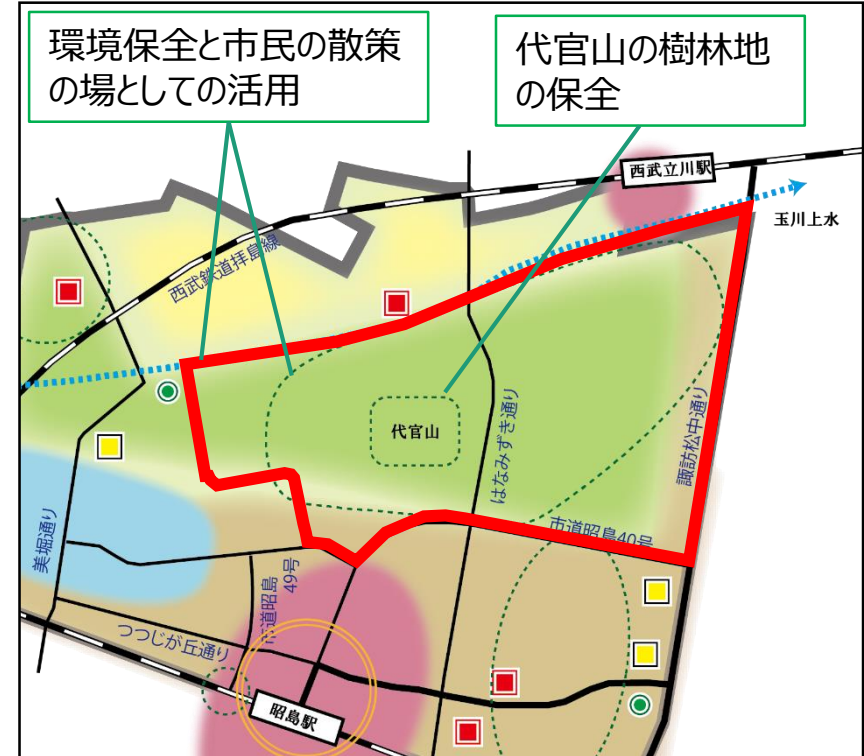 環境保全と市民の散策
の場としての活用
代官山の樹林地
の保全
西武立川駅
玉川上水
西武鉄道拝島線
代官山
はなみずき通り
諏訪松中通り
市道昭島40号
美堀通り
市道昭島
49号
つつじが丘通り
昭島駅